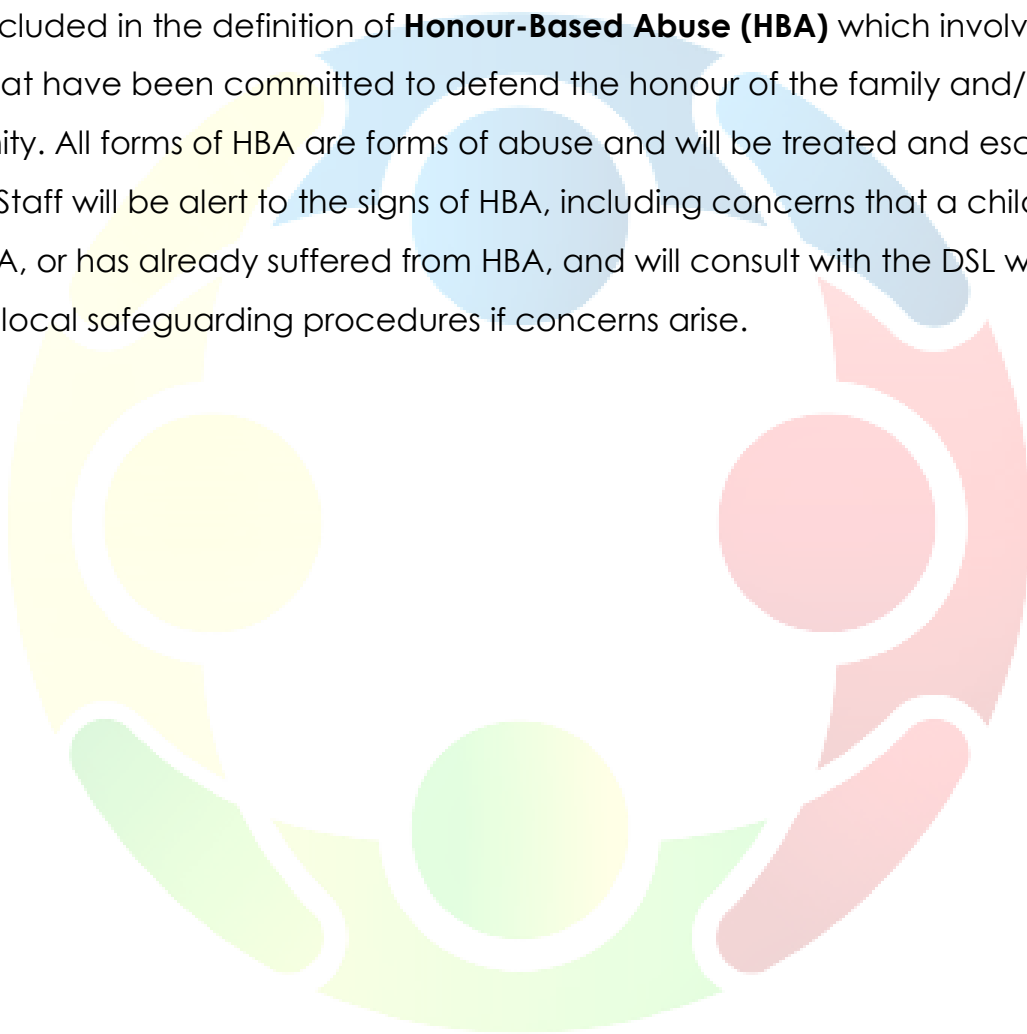 cluded in the definition of Honour-Based Abuse (HBA) which involv
at have been committed to defend the honour of the family and/
ity. All forms of HBA are forms of abuse and will be treated and esc
Staff will be alert to the signs of HBA, including concerns that a chil
A, or has already suffered from HBA, and will consult with the DSL w
local safeguarding procedures if concerns arise.